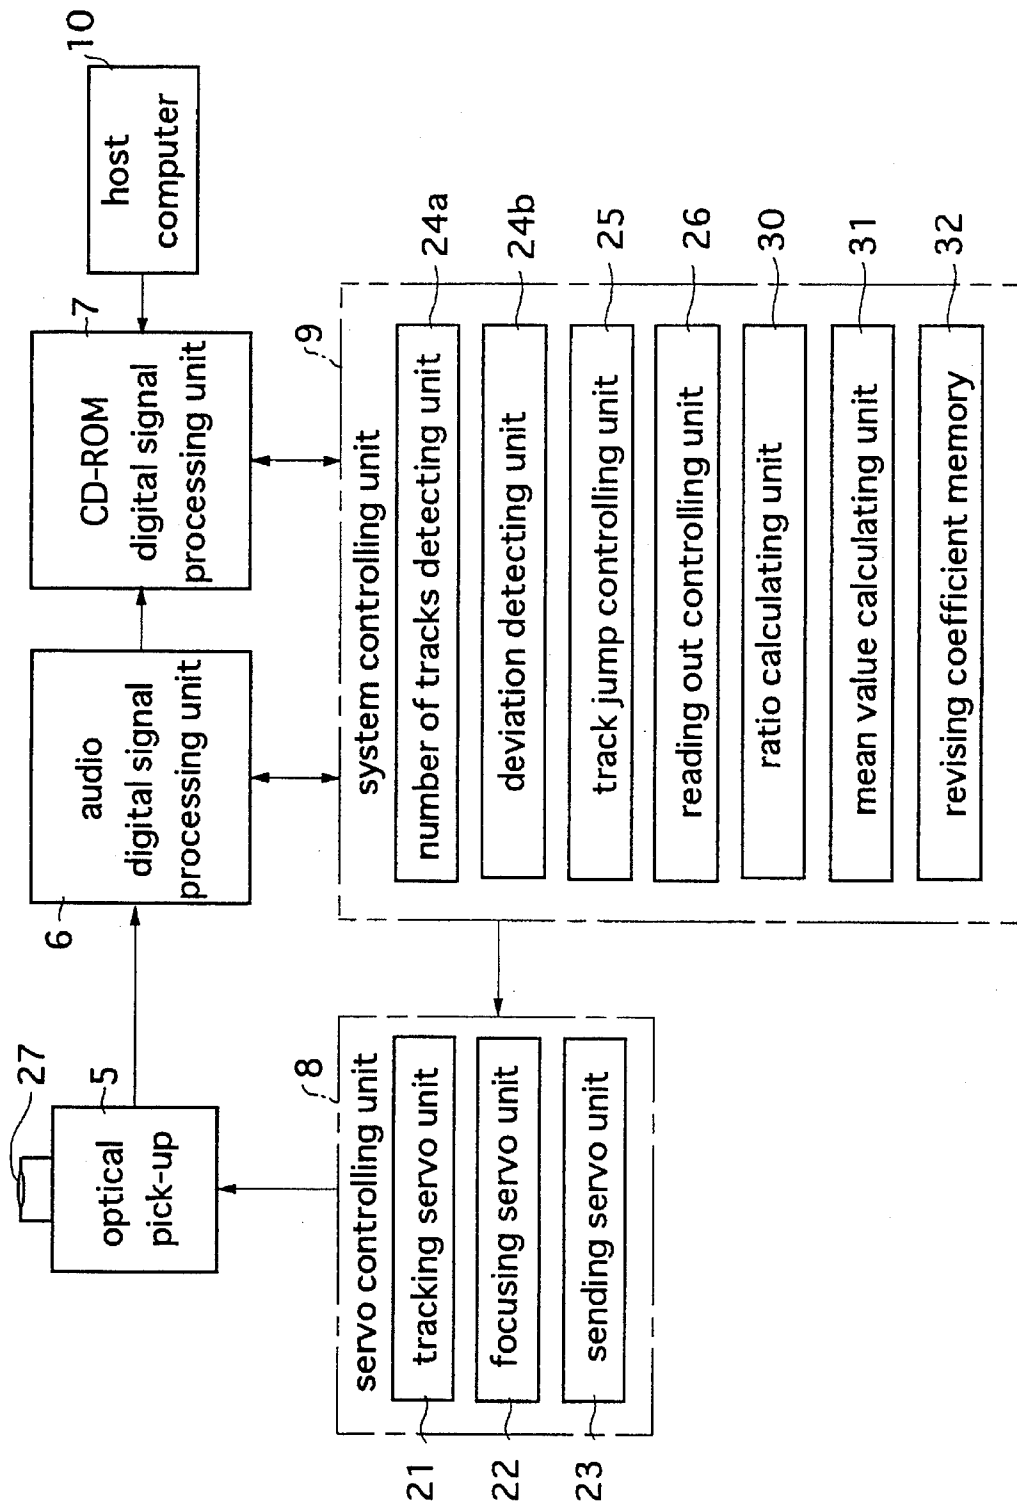 27
5
optical
pick-up
6
audio
digital signal
processing unit
7
CD-ROM
digital signal
processing unit
10
host
computer
8
servo controlling unit
21
tracking servo unit
22
focusing servo unit
23
sending servo unit
9
system controlling unit
number of tracks detecting unit
24a
deviation detecting unit
24b
track jump controlling unit
25
reading out controlling unit
26
ratio calculating unit
30
mean value calculating unit
31
revising coefficient memory
32